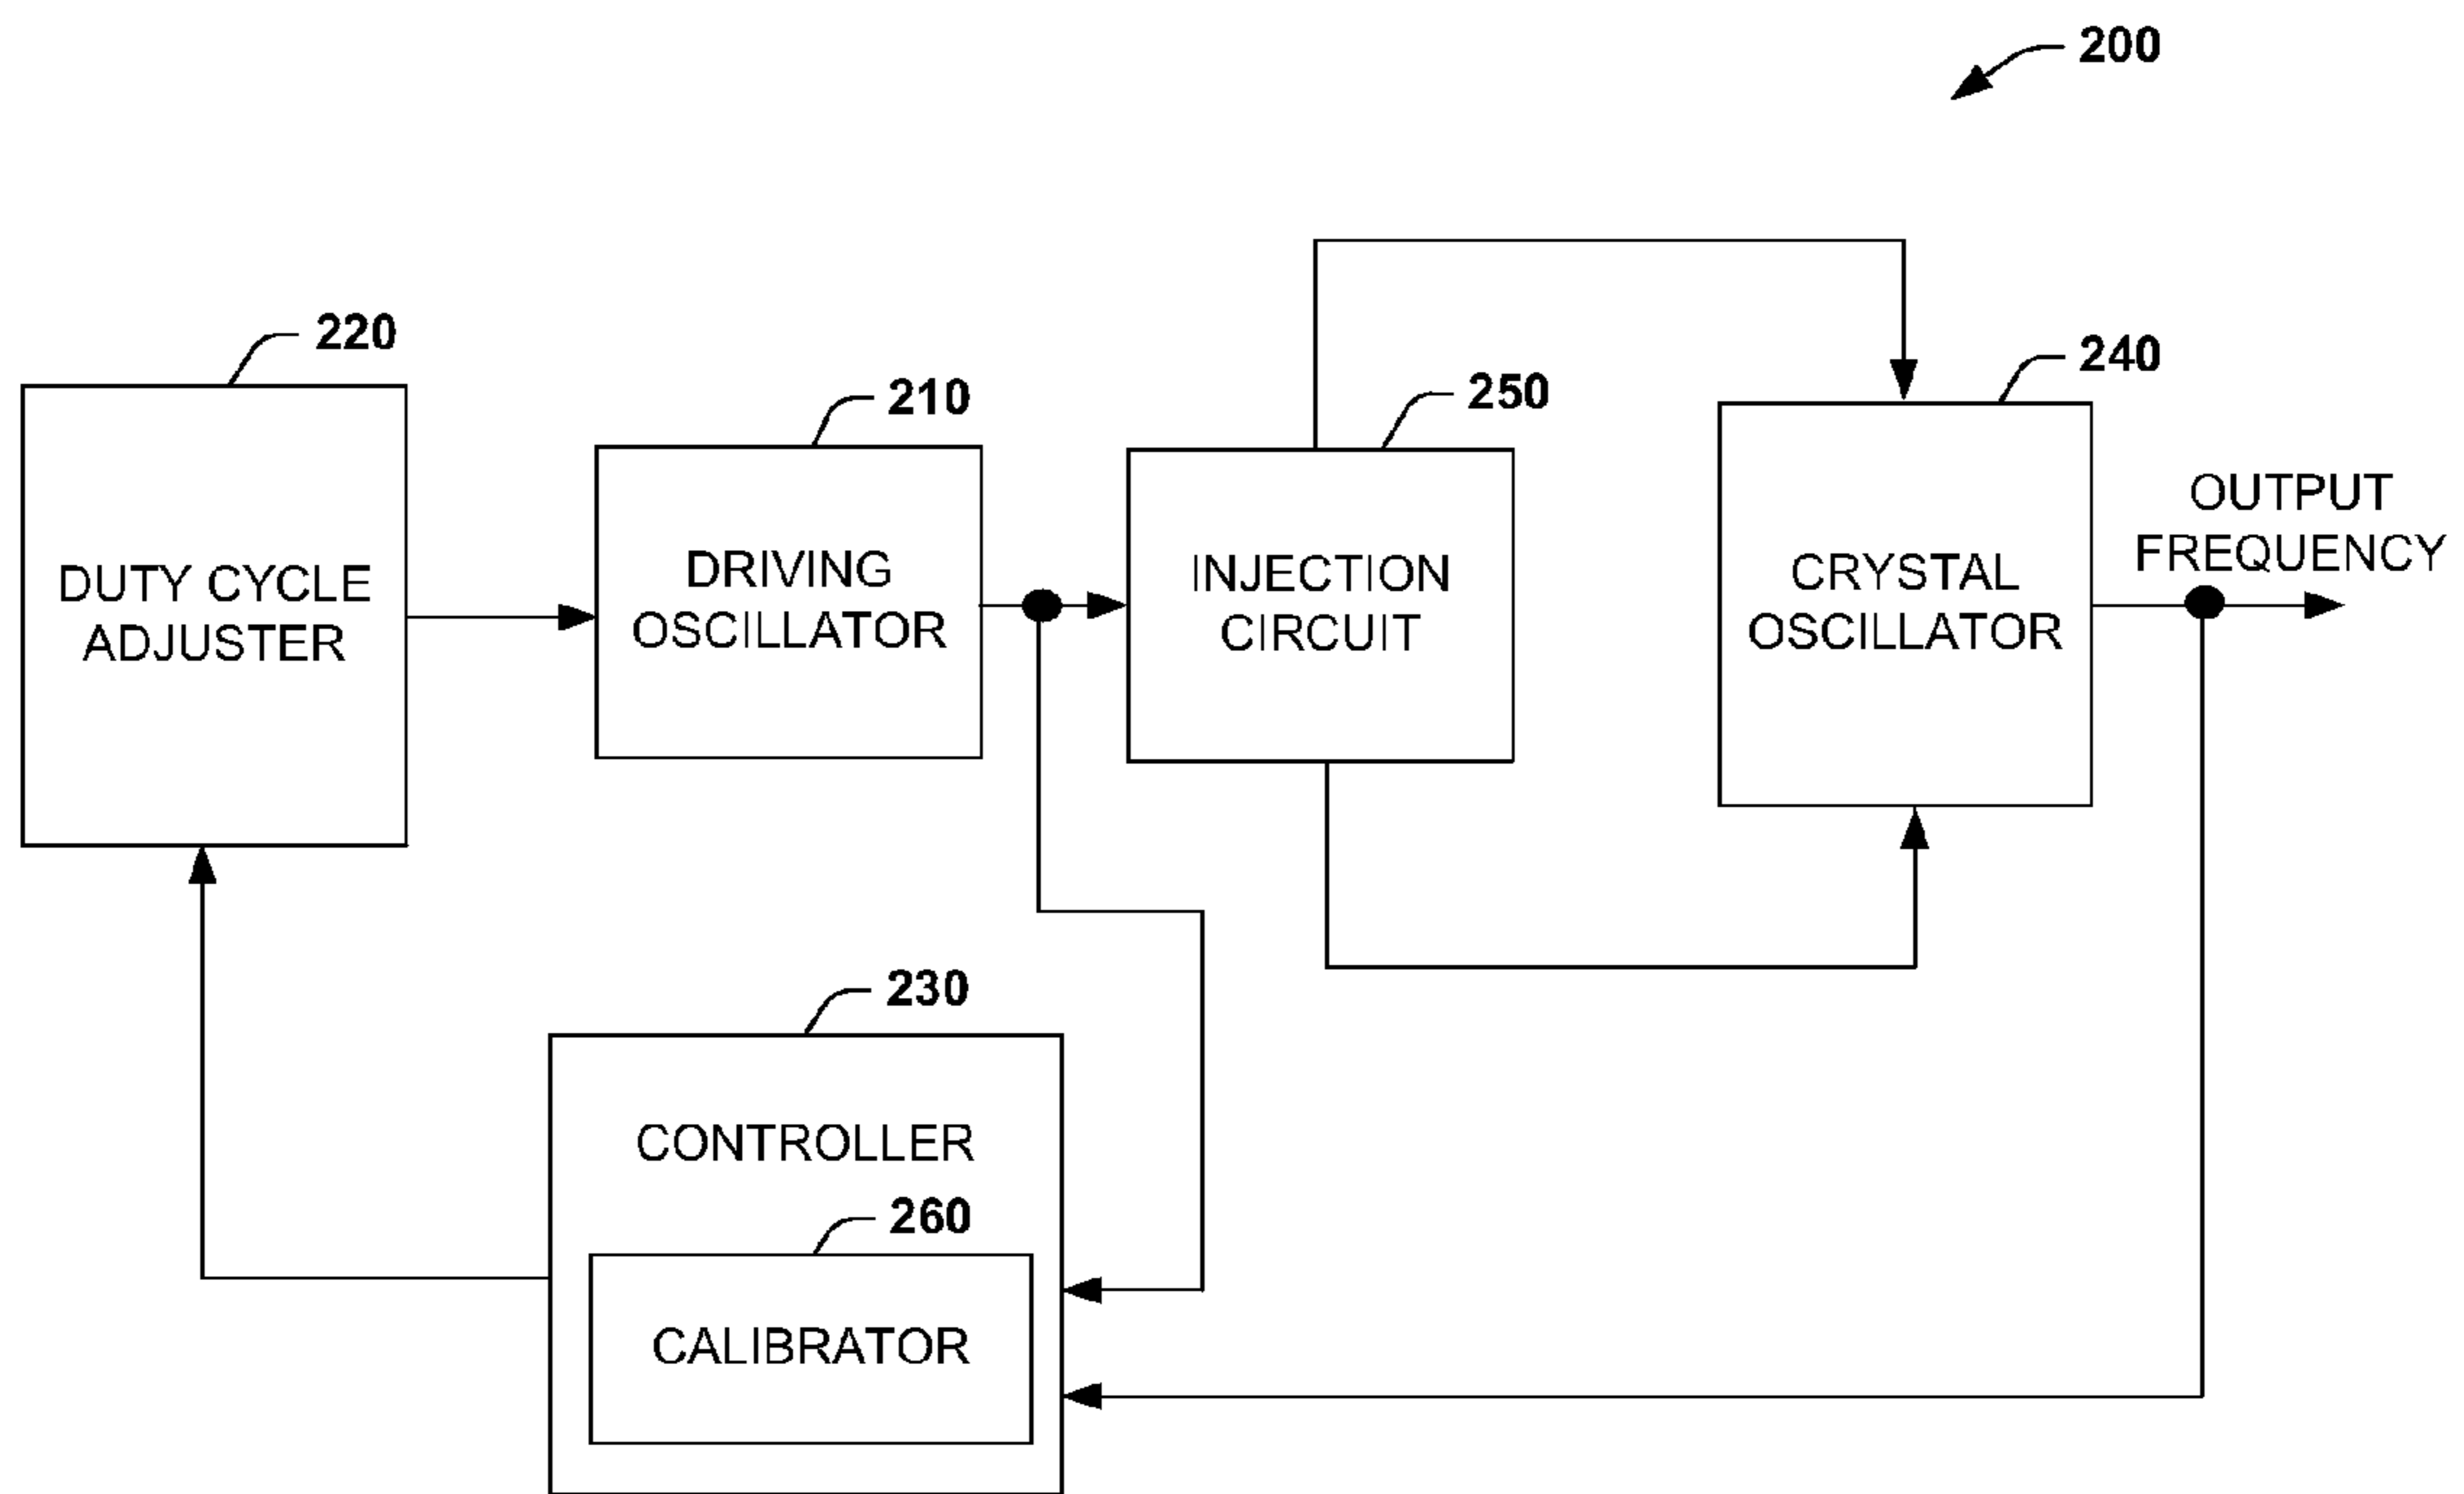 200
220
DUTY CYCLE
ADJUSTER
210
DRIVING
OSCILLATOR
250
INJECTION
CIRCUIT
240
CRYSTAL
OSCILLATOR
OUTPUT
FREQUENCY
230
CONTROLLER
260
CALIBRATOR